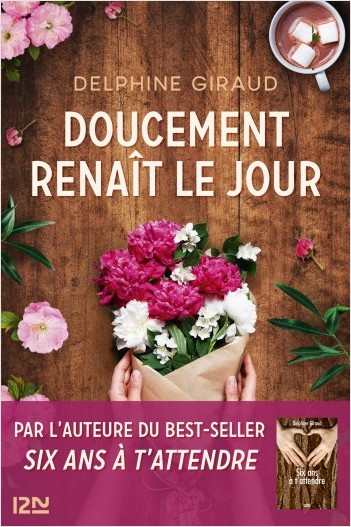 DELPHINE GIRAUD
DOUCEMENT
RENAÎT LE JOUR
PAR L'AUTEURE DU BEST-SELLER
SIX ANS À T'ATTENDRE
Delphine Giraud
Six ans
à t'attendre
12N